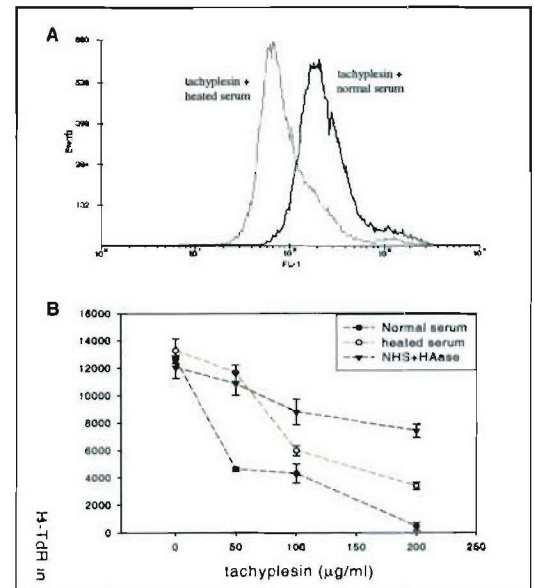 A
tachyplesin +
heated serum
tachyplesin +
normal serum
132
FL-1
B
16000
14000
12000
10000
8000
6000
4000
2000
0
Normal serum
heated serum
NHS+HAase
0 50 100 150 200 250
tachyplesin (µg/ml)